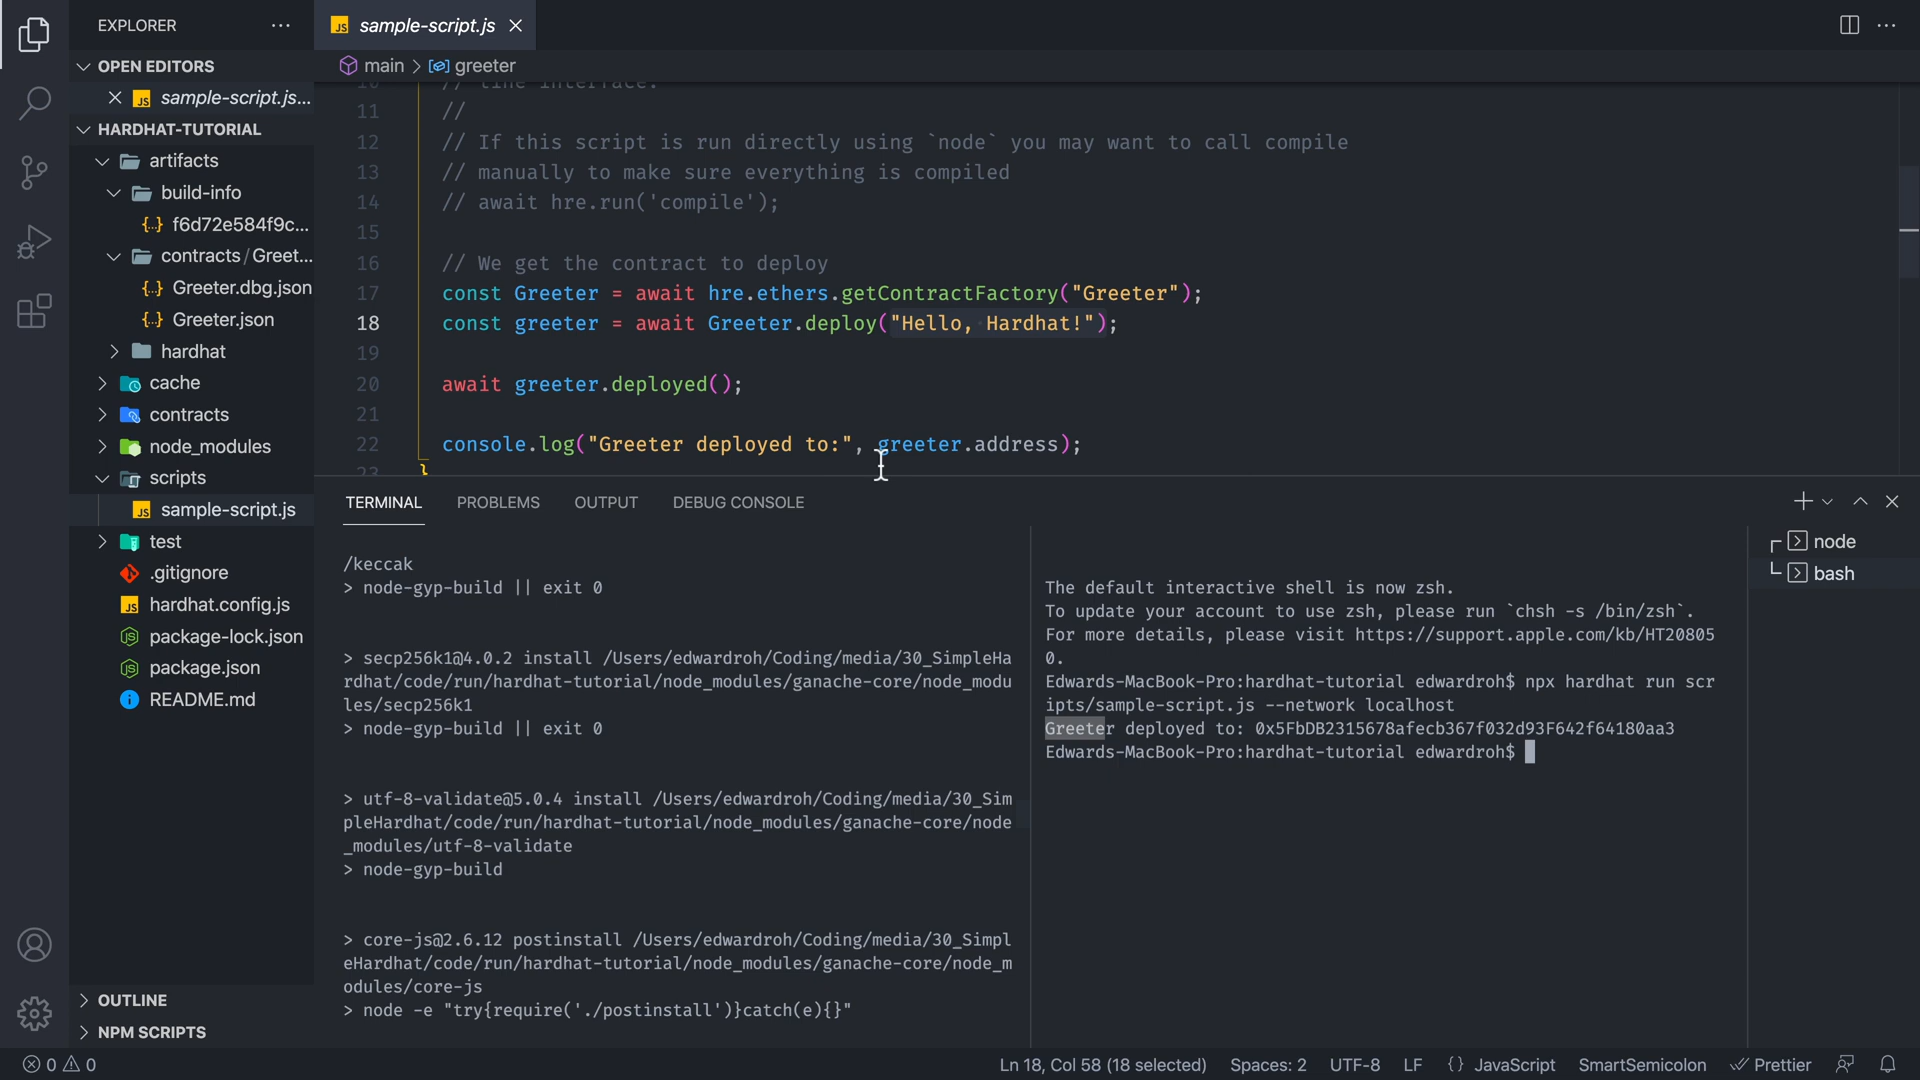 EXPLORER
sample-script.js
OPEN EDITORS
main > greeter
sample-script.js...
HARDHAT-TUTORIAL
artifacts
build-info
f6d72e584f9c...
contracts/Greet...
Greeter.dbg.json
Greeter.json
hardhat
cache
contracts
node_modules
scripts
sample-script.js
test
.gitignore
hardhat.config.js
package-lock.json
package.json
README.md
OUTLINE
NPM SCRIPTS
10 // line interface.
11 //
12 // If this script is run directly using `node` you may want to call compile
13 // manually to make sure everything is compiled
14 // await hre.run('compile');
15
16 // We get the contract to deploy
17 const Greeter = await hre.ethers.getContractFactory("Greeter");
18 const greeter = await Greeter.deploy("Hello, Hardhat!");
19
20 await greeter.deployed();
21
22 console.log("Greeter deployed to:", greeter.address);
23 }
TERMINAL PROBLEMS OUTPUT DEBUG CONSOLE
/keccak
> node-gyp-build || exit 0
> secp256k1@4.0.2 install /Users/edwardroh/Coding/media/30_SimpleHa
rdhat/code/run/hardhat-tutorial/node_modules/ganache-core/node_modu
les/secp256k1
> node-gyp-build || exit 0
> utf-8-validate@5.0.4 install /Users/edwardroh/Coding/media/30_Sim
pleHardhat/code/run/hardhat-tutorial/node_modules/ganache-core/node
_modules/utf-8-validate
> node-gyp-build
> core-js@2.6.12 postinstall /Users/edwardroh/Coding/media/30_Simpl
eHardhat/code/run/hardhat-tutorial/node_modules/ganache-core/node_m
odules/core-js
> node -e "try{require('./postinstall')}catch(e){}"
The default interactive shell is now zsh.
To update your account to use zsh, please run `chsh -s /bin/zsh`.
For more details, please visit https://support.apple.com/kb/HT20805
0.
Edwards-MacBook-Pro:hardhat-tutorial edwardroh$ npx hardhat run scr
ipts/sample-script.js --network localhost
Greeter deployed to: 0x5FbDB2315678afecb367f032d93F642f64180aa3
Edwards-MacBook-Pro:hardhat-tutorial edwardroh$
node
bash
0 0
Ln 18, Col 58 (18 selected) Spaces: 2 UTF-8 LF {} JavaScript SmartSemicolon Prettier